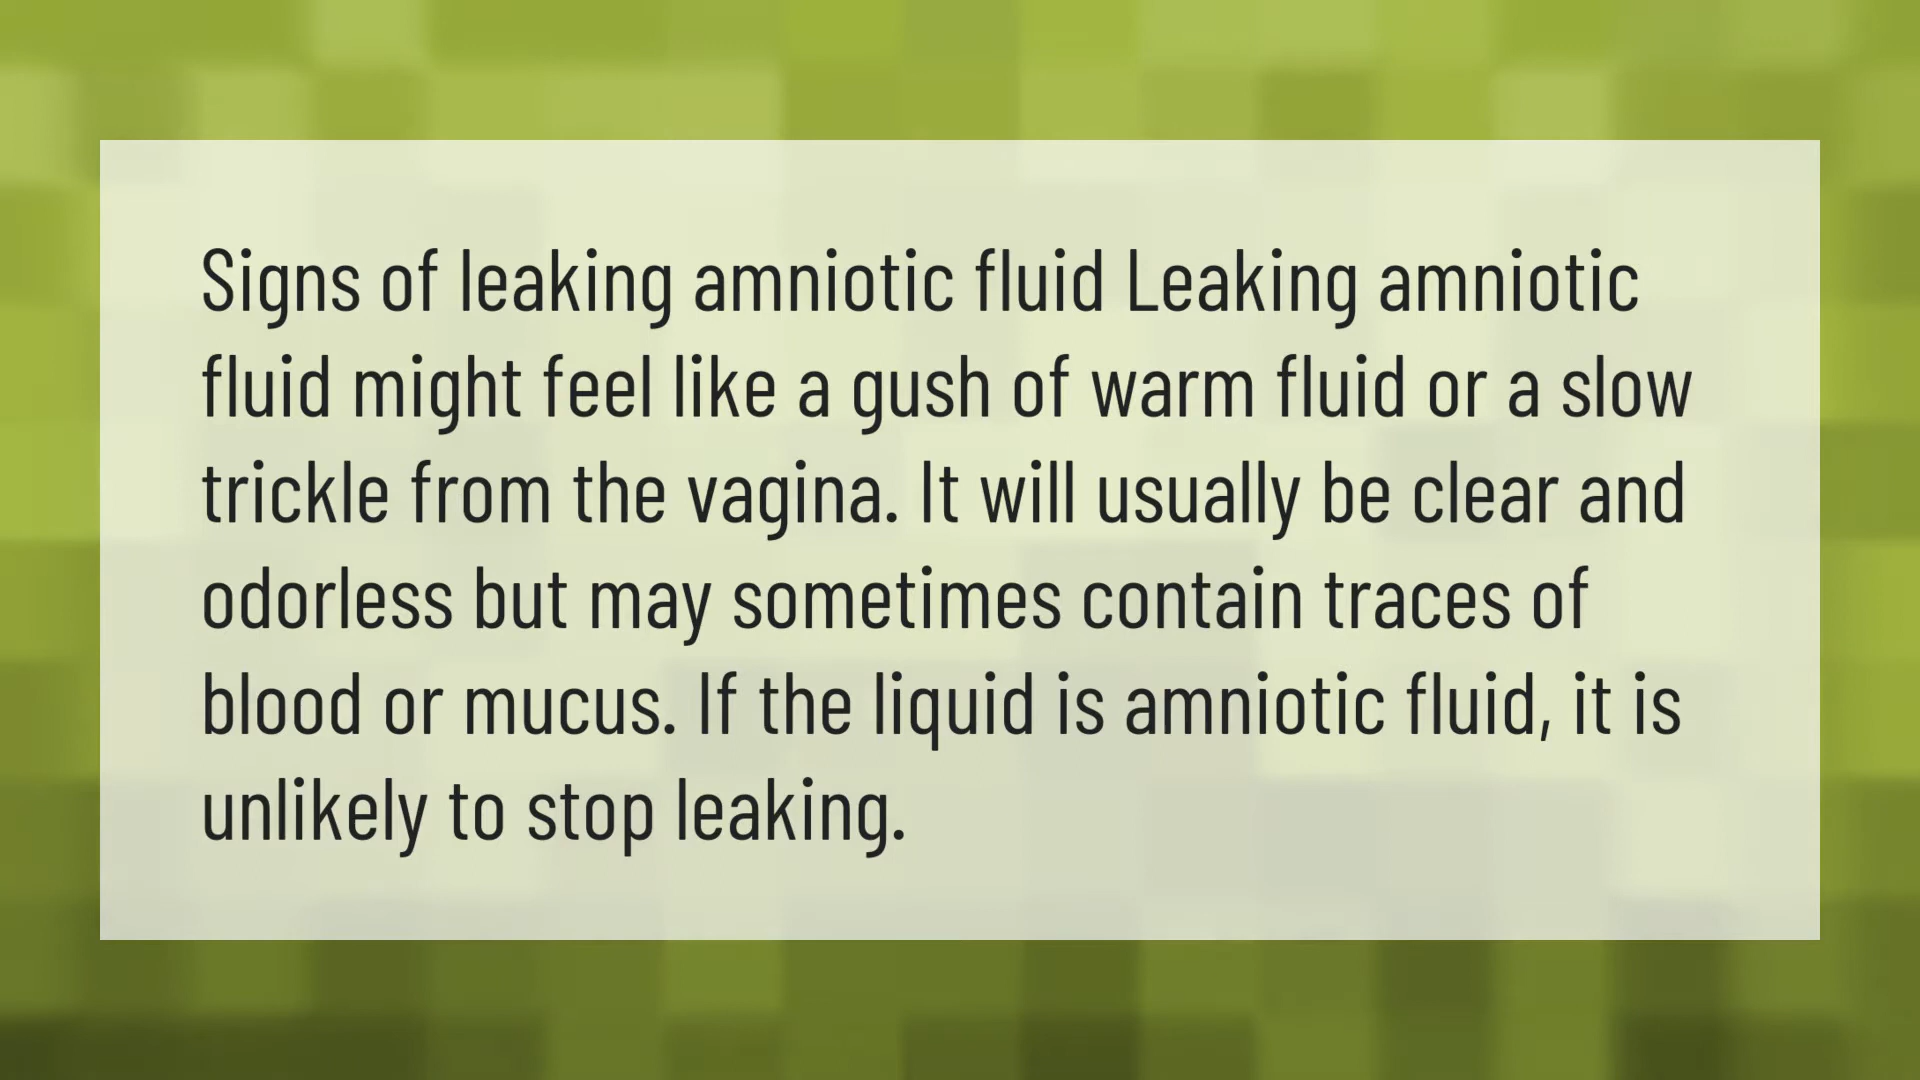 Signs of leaking amniotic fluid Leaking amniotic
fluid might feel like a gush of warm fluid or a slow
trickle from the vagina. It will usually be clear and
odorless but may sometimes contain traces of
blood or mucus. If the liquid is amniotic fluid, it is
unlikely to stop leaking.